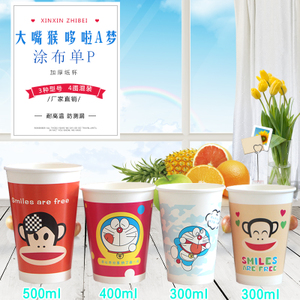 XINXIN ZHIBEI
大嘴猴 哆啦A梦
涂布单P
加厚纸杯
3种型号 4图混装
/厂家直销/
耐高温 防渗漏
Smiles are free
SMILES
ARE FREE
500ml
400ml
300ml
300ml